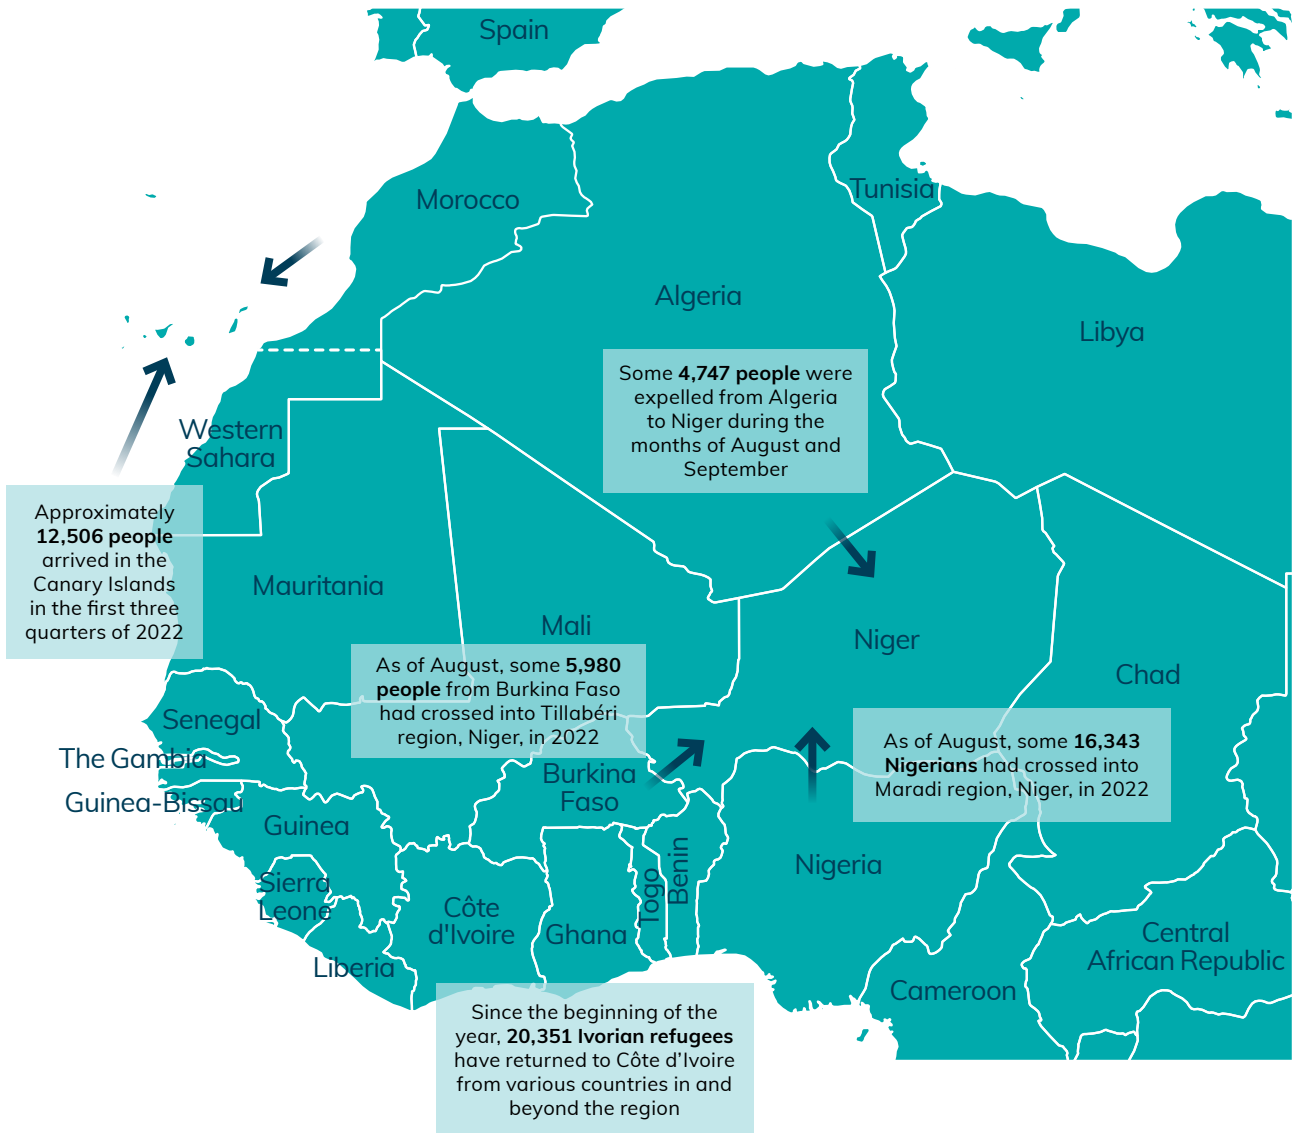 Spain
Morocco
Tunisia
Algeria
Libya
Some 4,747 people were
expelled from Algeria
to Niger during the
months of August and
September
Western
Sahara
Approximately
12,506 people
arrived in the
Canary Islands
in the first three
quarters of 2022
Mauritania
Mali
Niger
Chad
As of August, some 5,980
people from Burkina Faso
had crossed into Tillabéri
region, Niger, in 2022
Senegal
The Gambia
Guinea-Bissau
As of August, some 16,343
Nigerians had crossed into
Maradi region, Niger, in 2022
Burkina
Faso
Guinea
Sierra
Leone
Liberia
Côte
d'Ivoire
Ghana
Togo
Benin
Nigeria
Central
African Republic
Cameroon
Since the beginning of the
year, 20,351 Ivorian refugees
have returned to Côte d’Ivoire
from various countries in and
beyond the region